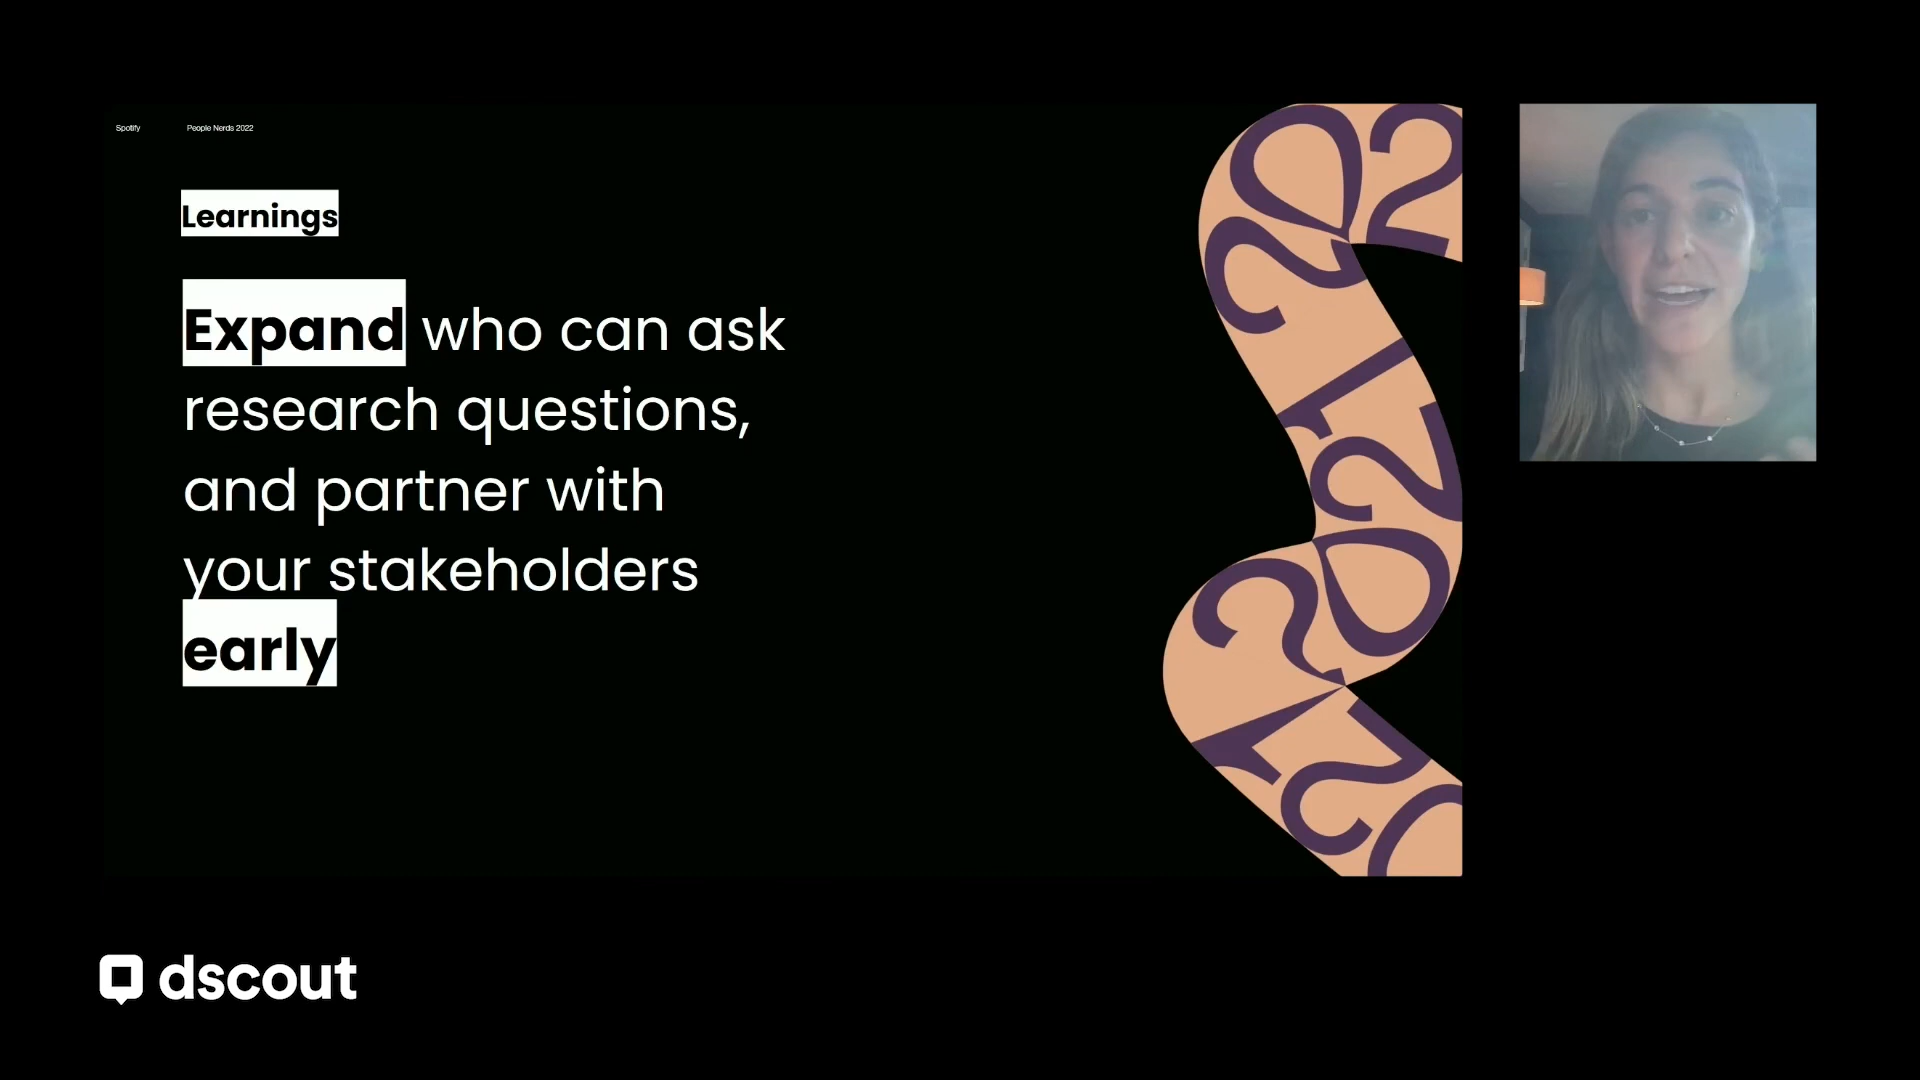 Spotify People Nerds 2022
Learnings
Expand who can ask
research questions,
and partner with
your stakeholders
early
dscout